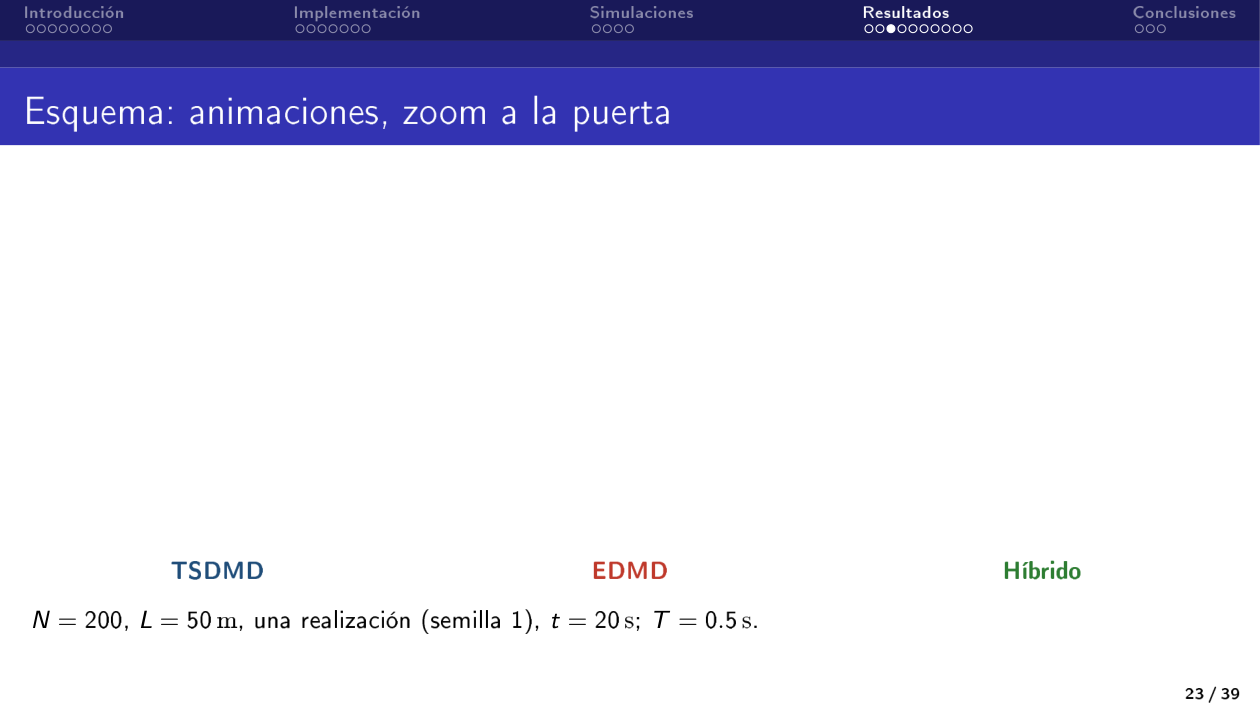 Introducción Implementación Simulaciones Resultados Conclusiones
Esquema: animaciones, zoom a la puerta
TSDMD EDMD Híbrido
N = 200, L = 50 m, una realización (semilla 1), t = 20 s; T = 0.5 s.
23 / 39